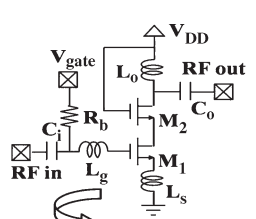 V_DD
V_gate
L_o
RF out
C_o
R_b
M_2
C_i
M_1
RF in
L_g
L_s